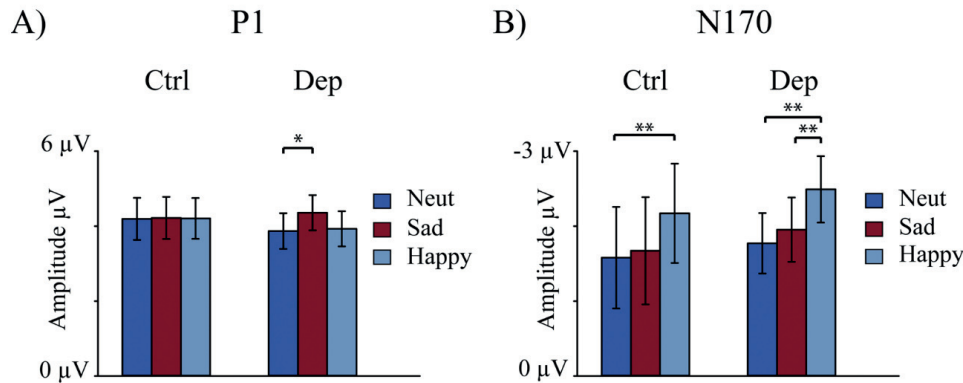 A) P1
Ctrl Dep
*
6 µV
Amplitude µV
0 µV
Neut
Sad
Happy
B) N170
Ctrl Dep
**
**
**
-3 µV
Amplitude µV
0 µV
Neut
Sad
Happy